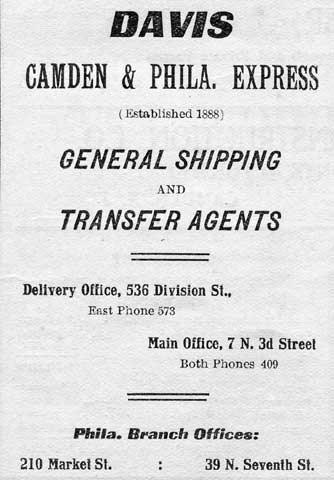 DAVIS
CAMDEN & PHILA. EXPRESS
(Established 1888)
GENERAL SHIPPING
AND
TRANSFER AGENTS
Delivery Office, 536 Division St.,
East Phone 573
Main Office, 7 N. 3d Street
Both Phones 409
Phila. Branch Offices:
210 Market St. : 39 N. Seventh St.